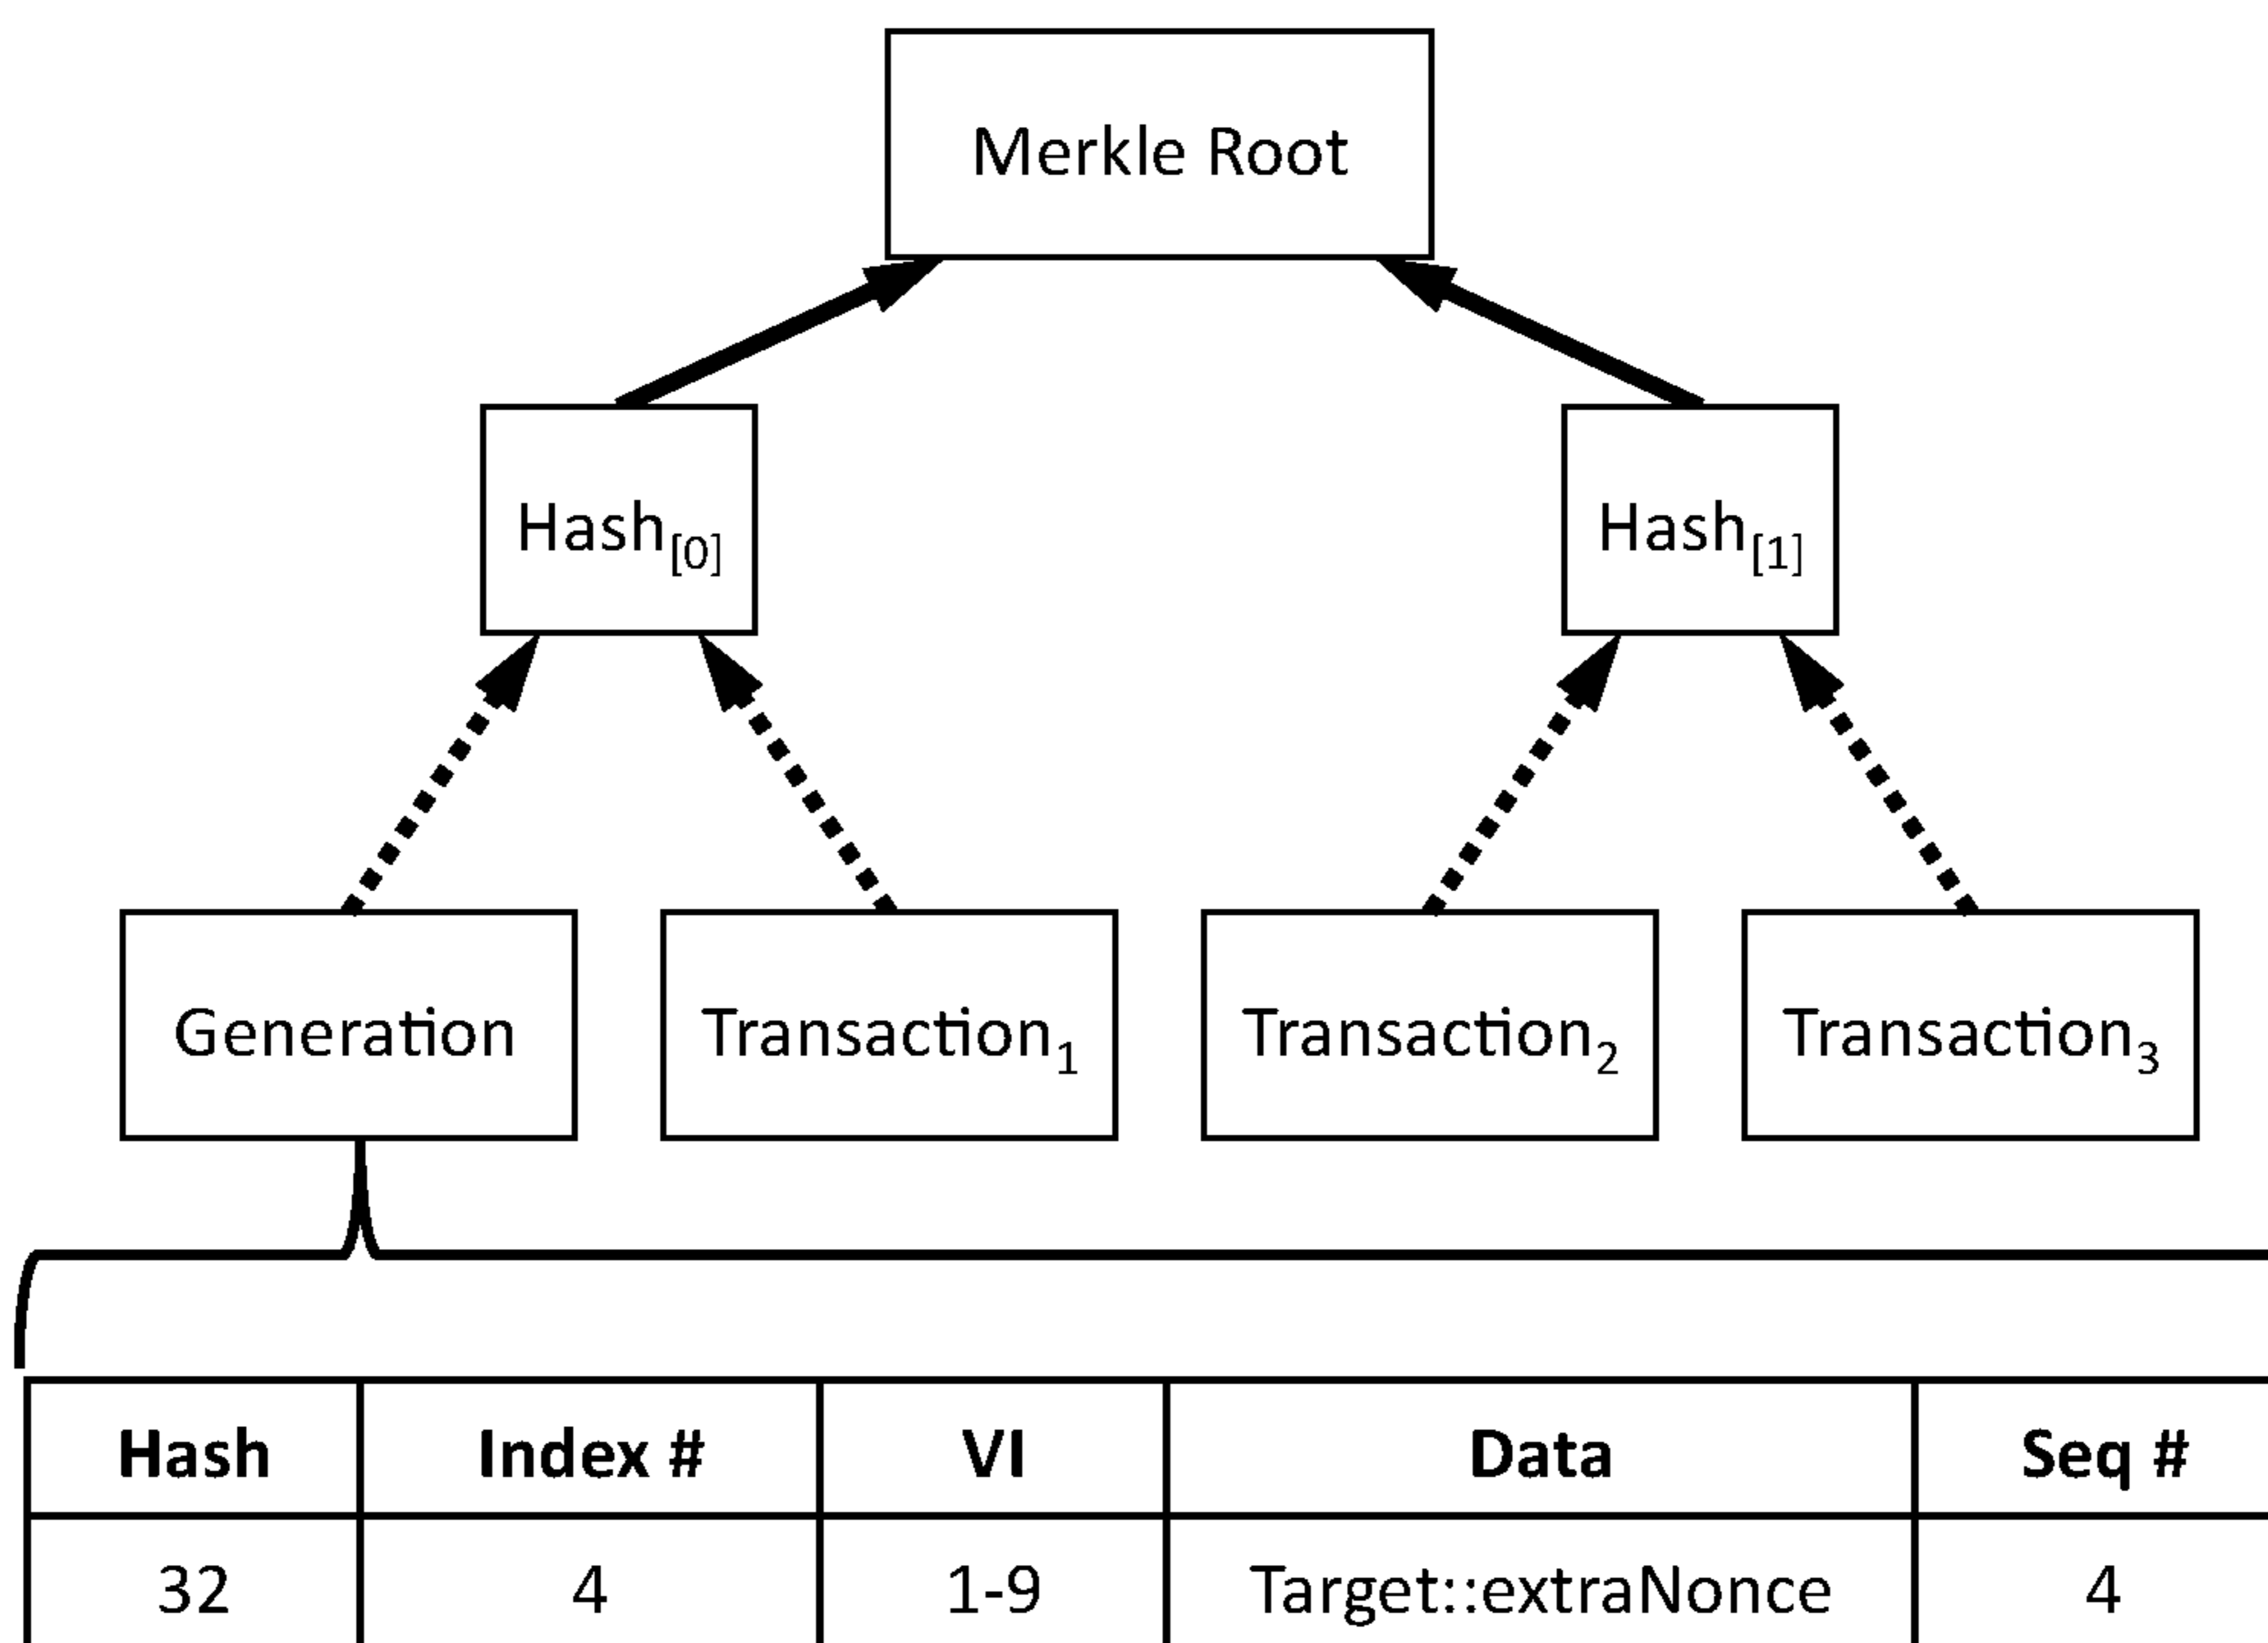 Merkle Root
Hash[0] Hash[1]
Generation Transaction1 Transaction2 Transaction3
Hash Index # VI Data Seq #
32 4 1-9 Target::extraNonce 4